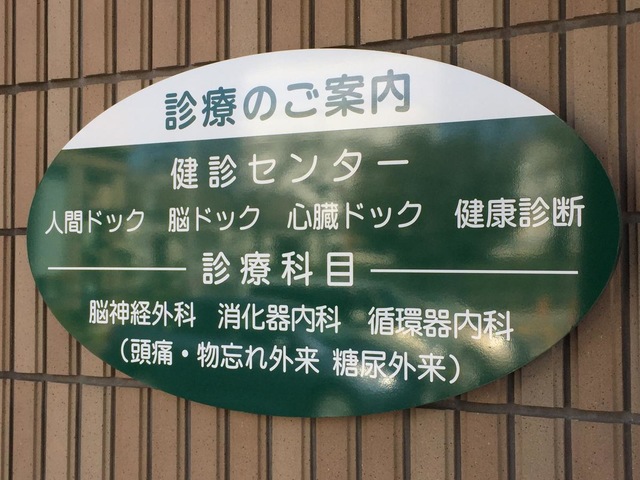 診療のご案内
健診センター
人間ドック 脳ドック 心臓ドック 健康診断
診療科目
脳神経外科 消化器内科 循環器内科
（頭痛・物忘れ外来 糖尿外来）